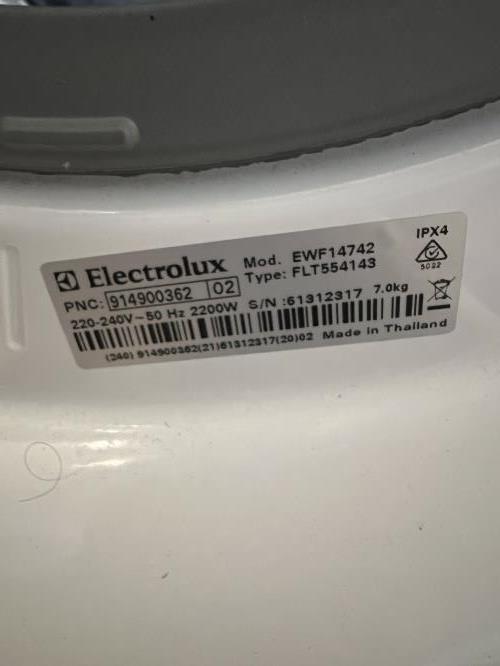 Electrolux Mod. EWF14742 IPX4
PNC: 914900362 02 Type: FLT554143 5022
220-240V~50 Hz 2200W S/N :61312317 7.0kg
(240) 914900362(21)61312317(20)02 Made in Thailand